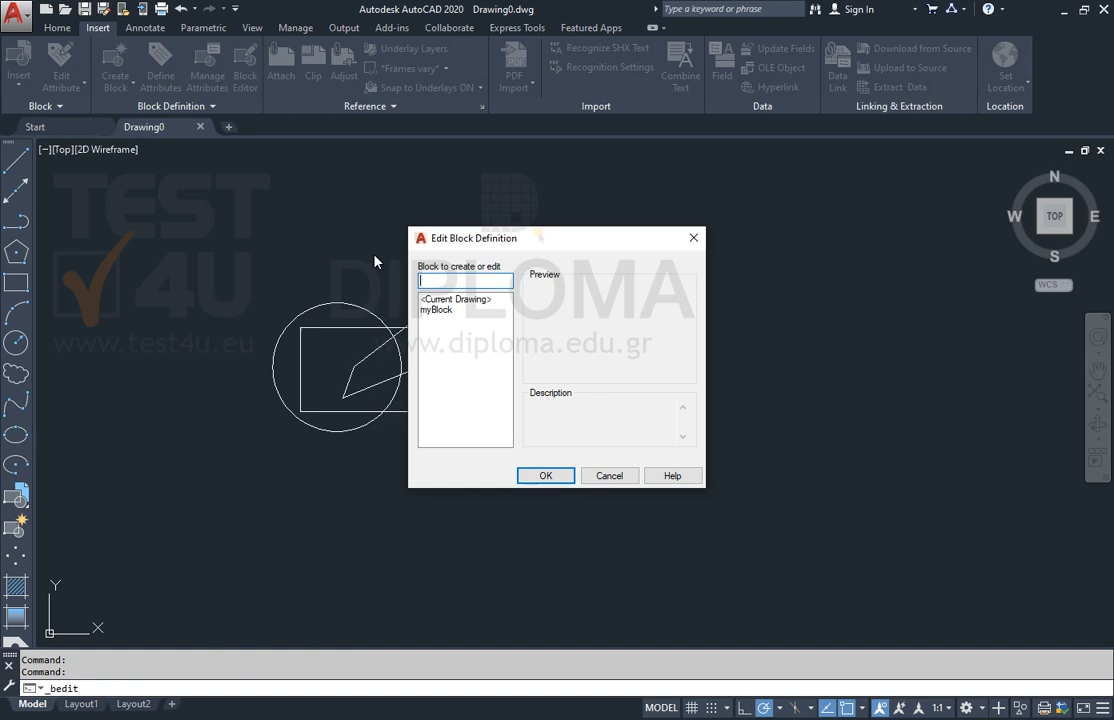 Autodesk AutoCAD 2020 Drawing0.dwg
Type a keyword or phrase
Sign In
Home Insert Annotate Parametric View Manage Output Add-ins Collaborate Express Tools Featured Apps
Insert
Edit Attribute
Create Block
Define Attributes
Manage Attributes
Block Editor
Attach
Clip
Adjust
Underlay Layers
*Frames vary*
Snap to Underlays ON
PDF Import
Recognize SHX Text
Recognition Settings
Combine Text
Field
Update Fields
OLE Object
Hyperlink
Data Link
Download from Source
Upload to Source
Extract Data
Set Location
Block Block Definition Reference Import Data Linking & Extraction Location
Start Drawing0
[−][Top][2D Wireframe]
TEST
4U
www.test4u.eu
DIPLOMA
www.diploma.edu.gr
N
W TOP E
S
WCS
Edit Block Definition
Block to create or edit
Preview
<Current Drawing>
myBlock
Description
OK Cancel Help
Y
X
Command:
Command:
_bedit
Model Layout1 Layout2
MODEL 1:1